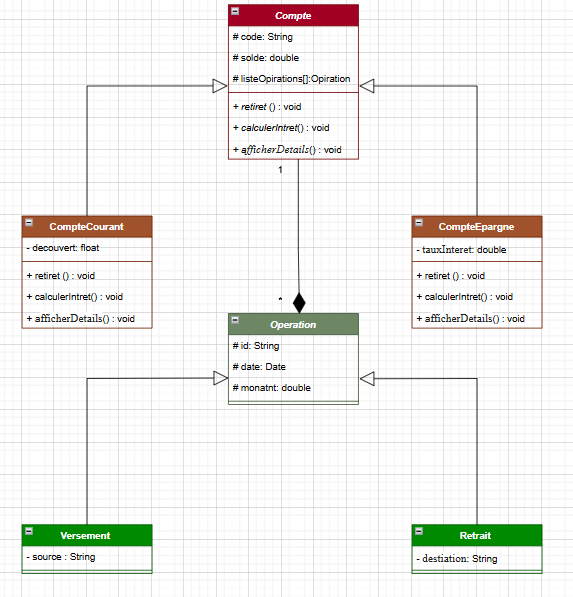 Compte
# code: String
# solde: double
# listeOpirations[]:Opiration
+ retiret () : void
+ calculerIntret() : void
+ afficherDetails() : void
1
CompteCourant
- decouvert: float
+ retiret () : void
+ calculerIntret() : void
+ afficherDetails() : void
CompteEpargne
- tauxInteret: double
+ retiret () : void
+ calculerIntret() : void
+ afficherDetails() : void
*
Operation
# id: String
# date: Date
# monatnt: double
Versement
- source : String
Retrait
- destiation: String